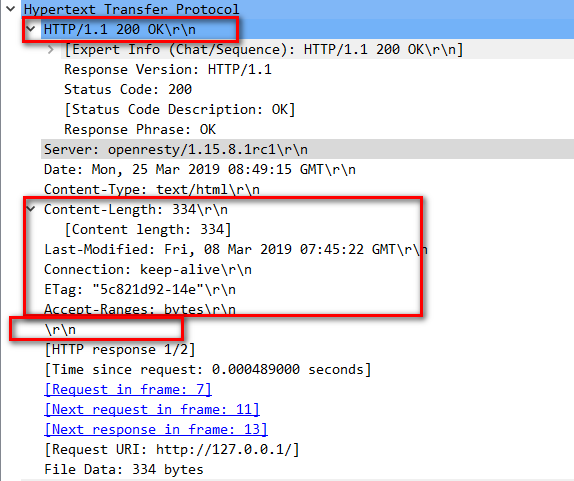 Hypertext Transfer Protocol
HTTP/1.1 200 OK\r\n
[Expert Info (Chat/Sequence): HTTP/1.1 200 OK\r\n]
Response Version: HTTP/1.1
Status Code: 200
[Status Code Description: OK]
Response Phrase: OK
Server: openresty/1.15.8.1rc1\r\n
Date: Mon, 25 Mar 2019 08:49:15 GMT\r\n
Content-Type: text/html\r\n
Content-Length: 334\r\n
[Content length: 334]
Last-Modified: Fri, 08 Mar 2019 07:45:22 GMT\r\n
Connection: keep-alive\r\n
ETag: "5c821d92-14e"\r\n
Accept-Ranges: bytes\r\n
\r\n
[HTTP response 1/2]
[Time since request: 0.000489000 seconds]
[Request in frame: 7]
[Next request in frame: 11]
[Next response in frame: 13]
[Request URI: http://127.0.0.1/]
File Data: 334 bytes